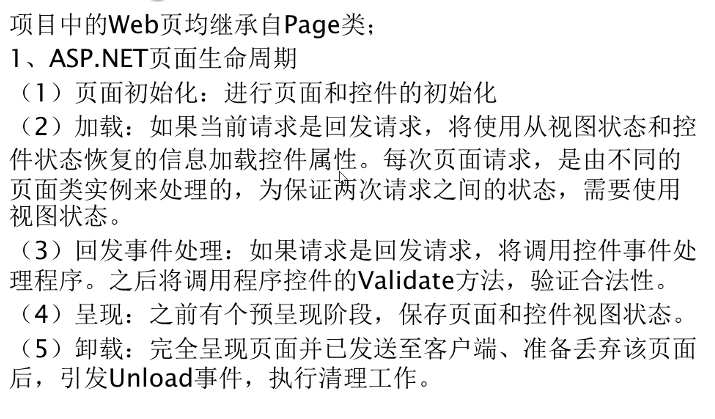 项目中的Web页均继承自Page类；
1、ASP.NET页面生命周期
（1）页面初始化：进行页面和控件的初始化
（2）加载：如果当前请求是回发请求，将使用从视图状态和控
件状态恢复的信息加载控件属性。每次页面请求，是由不同的
页面类实例来处理的，为保证两次请求之间的状态，需要使用
视图状态。
（3）回发事件处理：如果请求是回发请求，将调用控件事件处
理程序。之后将调用程序控件的Validate方法，验证合法性。
（4）呈现：之前有个预呈现阶段，保存页面和控件视图状态。
（5）卸载：完全呈现页面并已发送至客户端、准备丢弃该页面
后，引发Unload事件，执行清理工作。